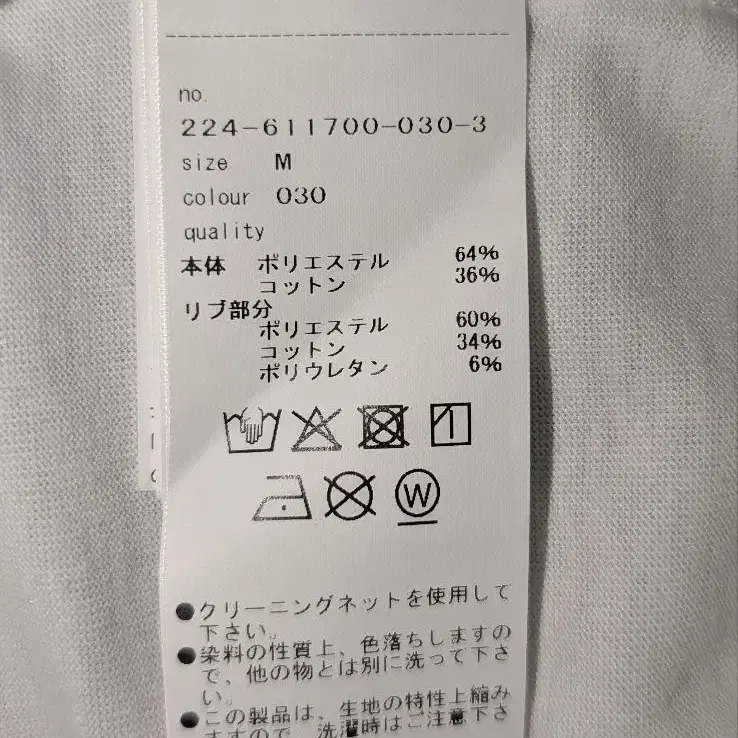 no.
224-611700-030-3
size M
colour 030
quality
本体 ポリエステル 64%
コットン 36%
リブ部分
ポリエステル 60%
コットン 34%
ポリウレタン 6%
W
●クリーニングネットを使用して
下さい。
●染料の性質上、色落ちしますの
で、他の物とは別に洗って下さ
い。
●この製品は、生地の特性上縮み
ますので、洗濯時はご注意下さ